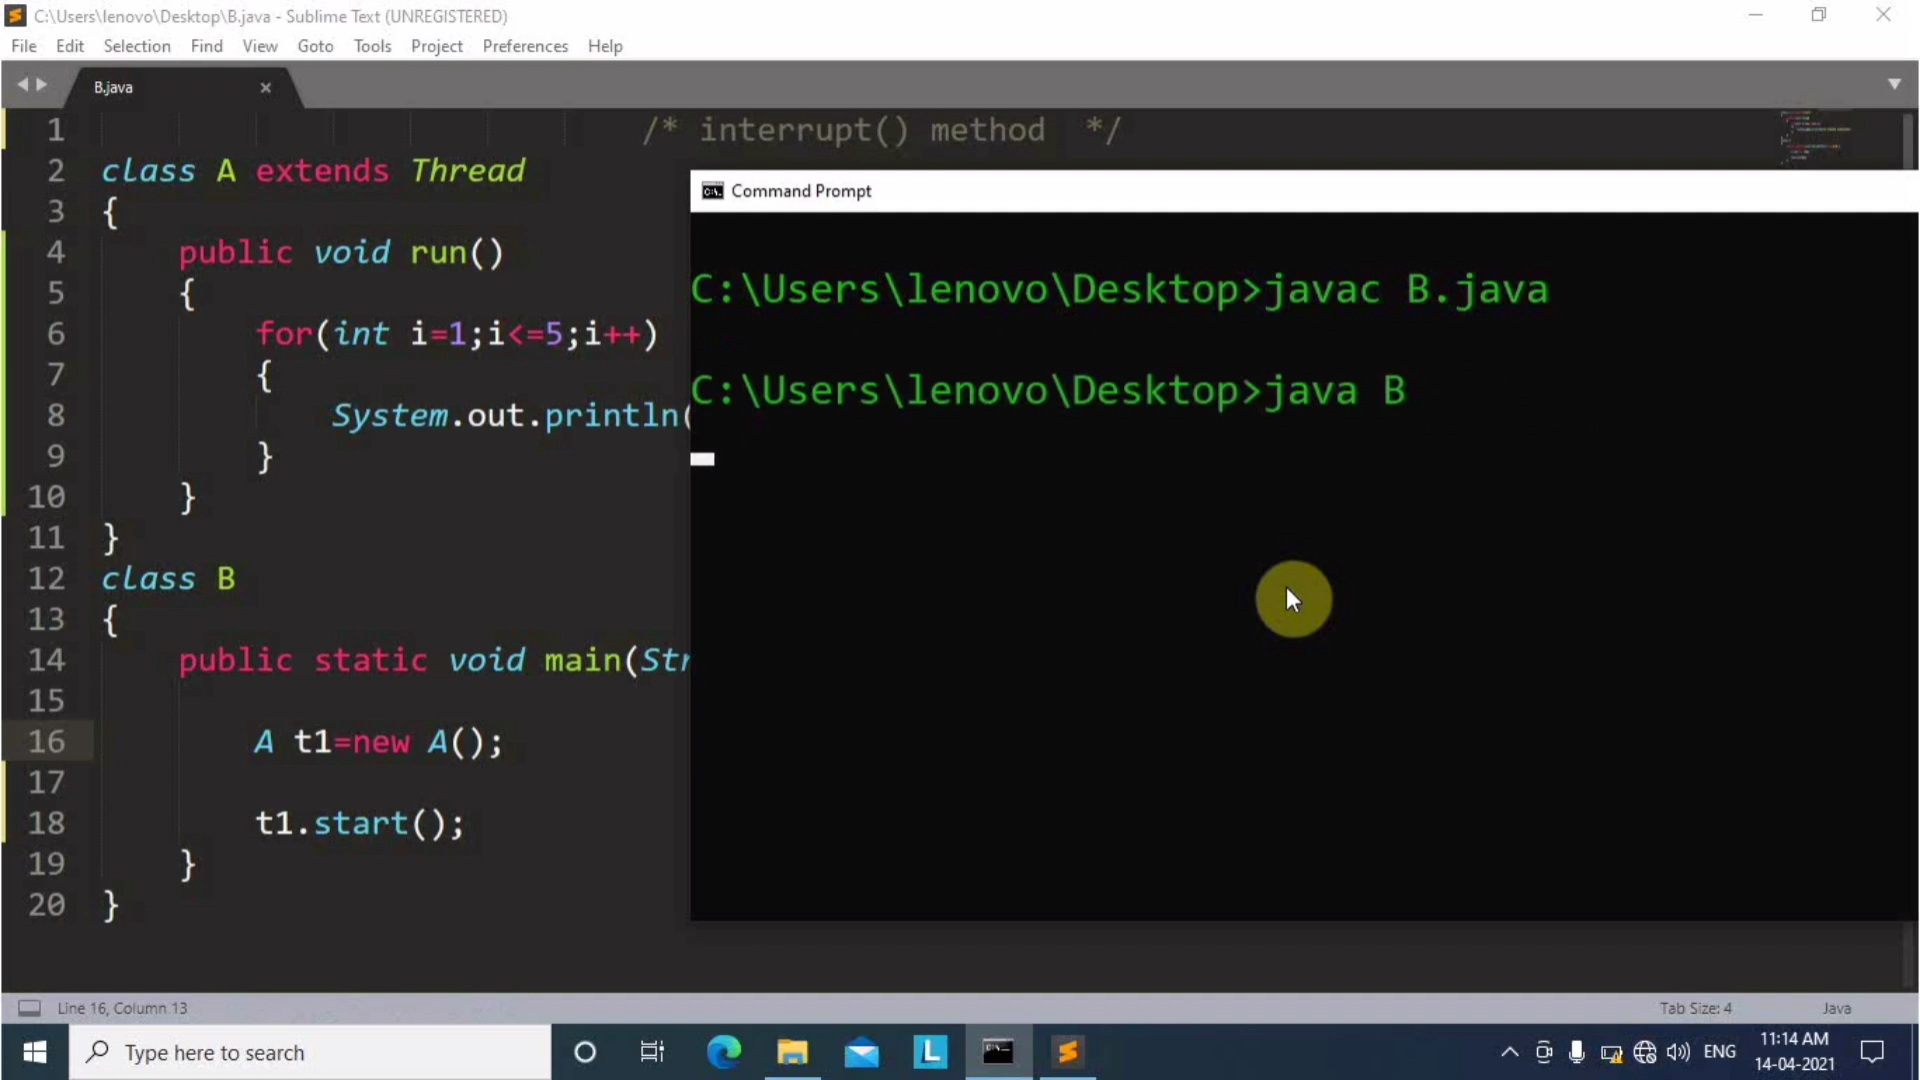 C:\Users\lenovo\Desktop\B.java - Sublime Text (UNREGISTERED)
File Edit Selection Find View Goto Tools Project Preferences Help
B.java
1 /* interrupt() method */
2 class A extends Thread
3 {
4 public void run()
5 {
6 for(int i=1;i<=5;i++)
7 {
8 System.out.println(
9 }
10 }
11 }
12 class B
13 {
14 public static void main(Str
15
16 A t1=new A();
17
18 t1.start();
19 }
20 }
Command Prompt
C:\Users\lenovo\Desktop>javac B.java
C:\Users\lenovo\Desktop>java B
Line 16, Column 13
Tab Size: 4 Java
Type here to search
L
ENG
11:14 AM
14-04-2021